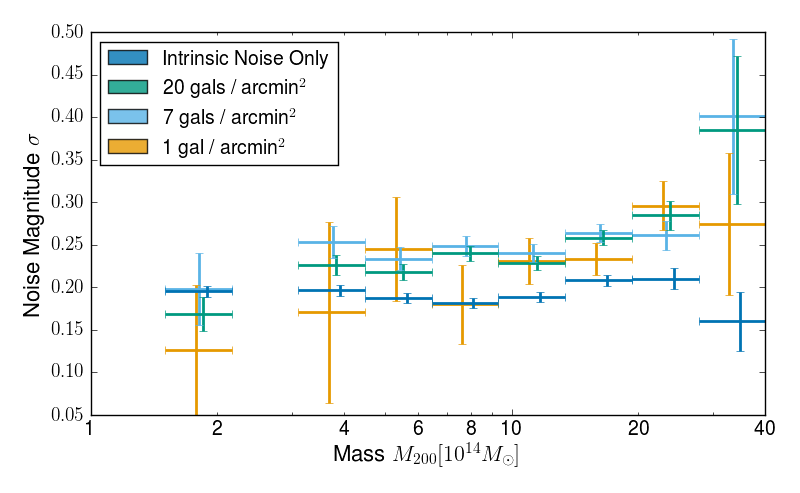 0.50
0.45
0.40
0.35
0.30
0.25
0.20
0.15
0.10
0.05
Noise Magnitude σ
Intrinsic Noise Only
20 gals / arcmin²
7 gals / arcmin²
1 gal / arcmin²
1 2 4 6 8 10 20 40
Mass M₂₀₀[10¹⁴M☉]